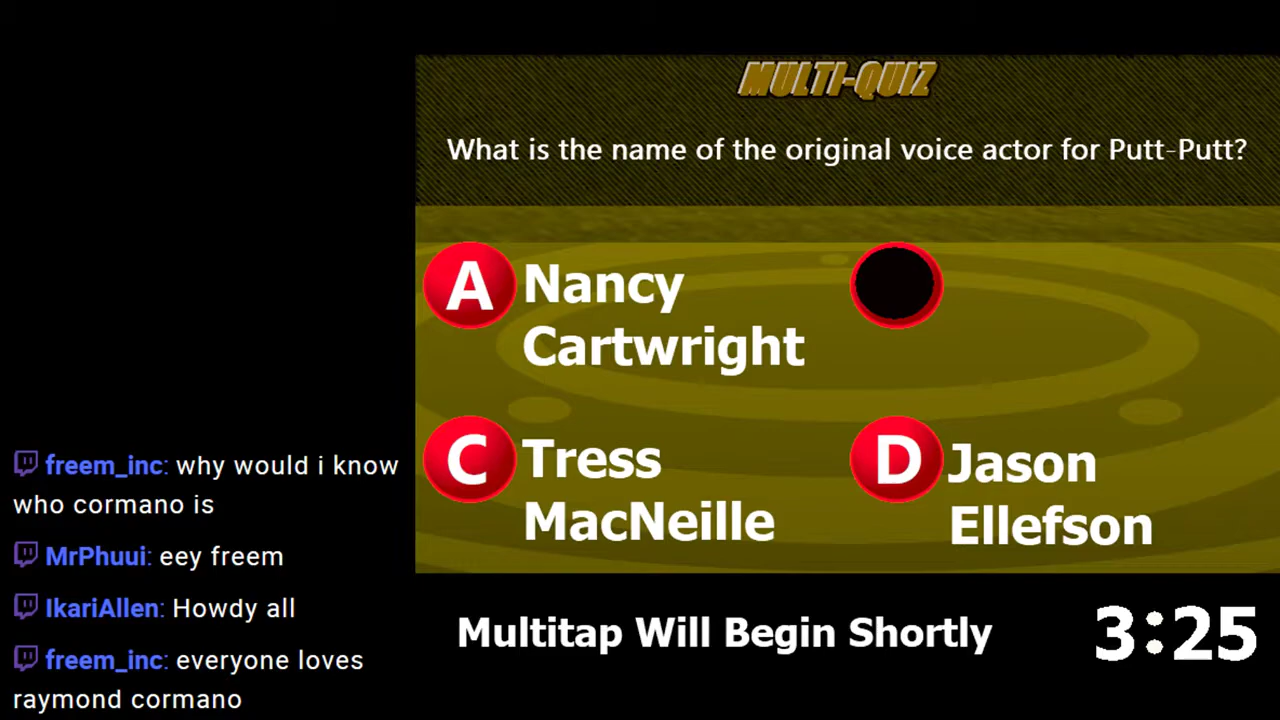 MULTI-QUIZ
What is the name of the original voice actor for Putt-Putt?
A Nancy
Cartwright
C Tress
MacNeille
D Jason
Ellefson
freem_inc: why would i know
who cormano is
MrPhuui: eey freem
IkariAllen: Howdy all
freem_inc: everyone loves
raymond cormano
Multitap Will Begin Shortly
3:25